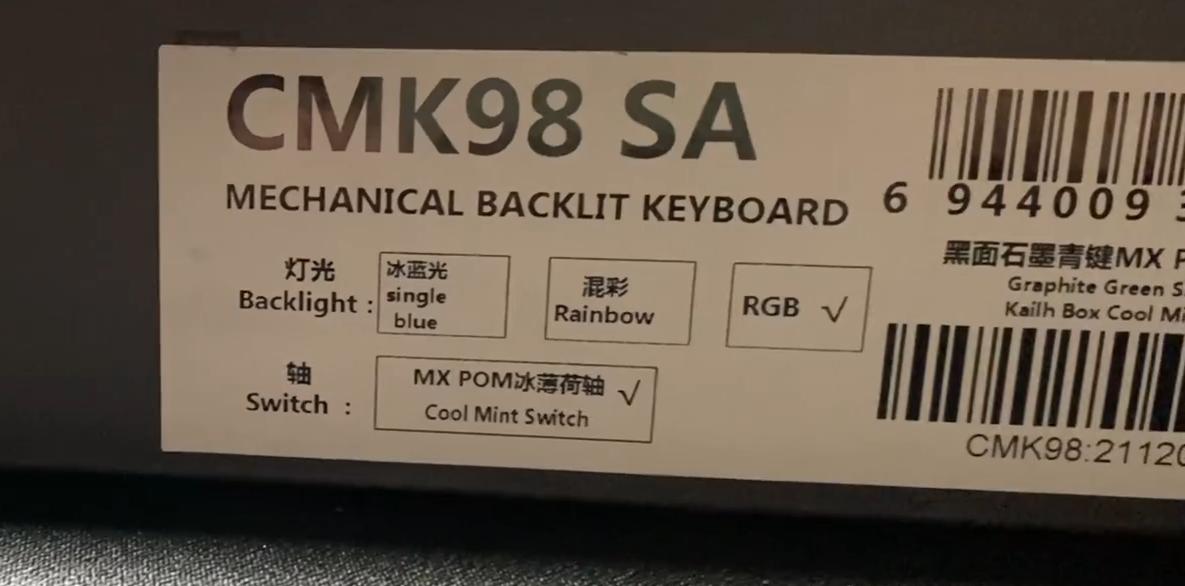 CMK98 SA
MECHANICAL BACKLIT KEYBOARD
灯光
Backlight :
冰蓝光
single
blue
混彩
Rainbow
RGB √
轴
Switch :
MX POM冰薄荷轴 √
Cool Mint Switch
6 944009
黑面石墨青键MX
Graphite Green
Kailh Box Cool
CMK98:2112